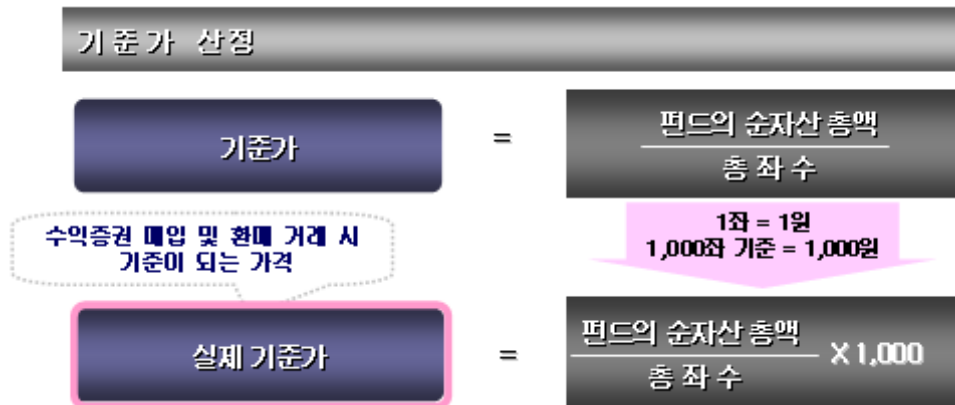 기준가 산정
기준가
=
펀드의 순자산 총액
총 좌 수
수익증권 매입 및 환매 거래 시
기준이 되는 가격
1좌 = 1원
1,000좌 기준 = 1,000원
실제 기준가
=
펀드의 순자산 총액
총 좌 수
X 1,000